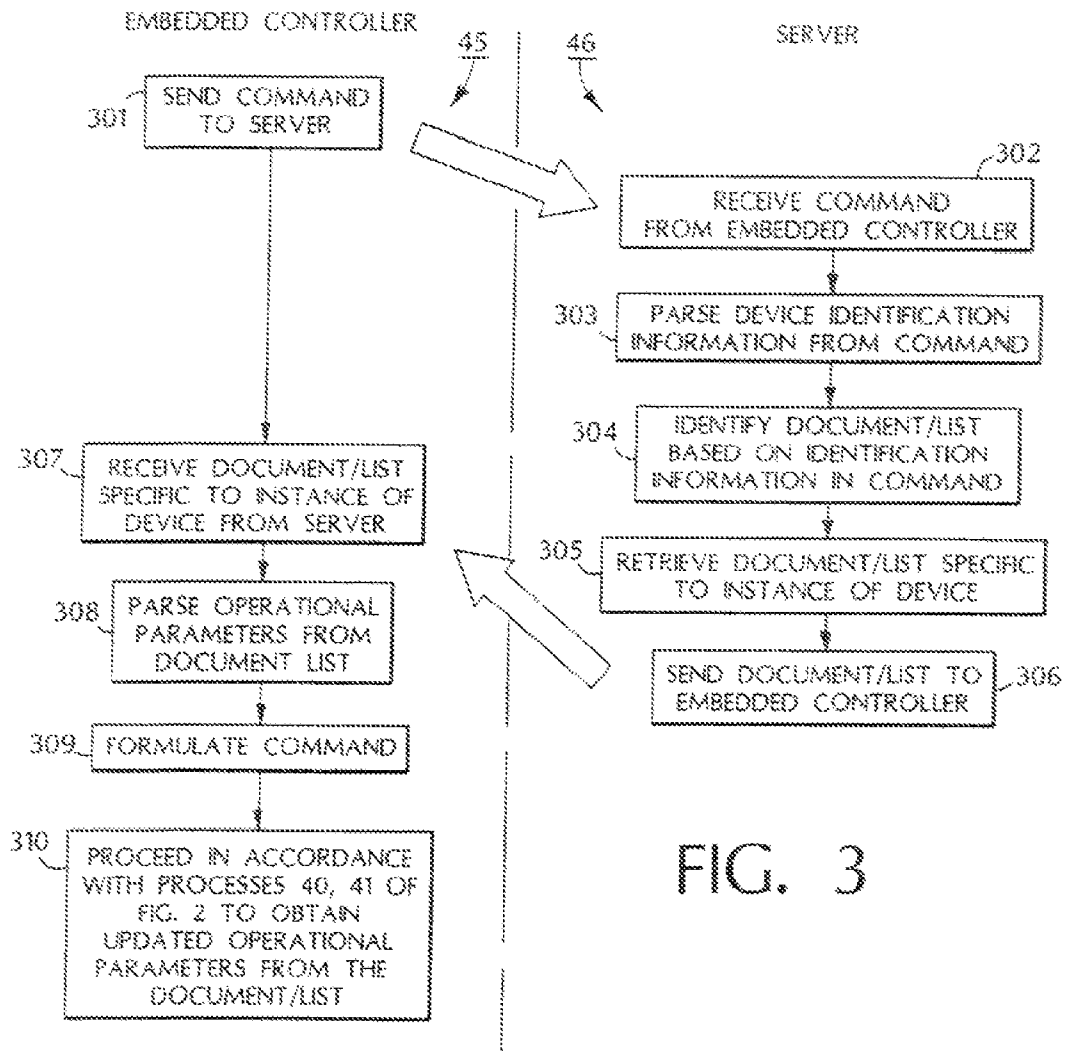 EMBEDDED CONTROLLER
45
46
SERVER
301
SEND COMMAND
TO SERVER
302
RECEIVE COMMAND
FROM EMBEDDED CONTROLLER
303
PARSE DEVICE IDENTIFICATION
INFORMATION FROM COMMAND
304
IDENTIFY DOCUMENT/LIST
BASED ON IDENTIFICATION
INFORMATION IN COMMAND
305
RETRIEVE DOCUMENT/LIST SPECIFIC
TO INSTANCE OF DEVICE
SEND DOCUMENT/LIST TO
EMBEDDED CONTROLLER
306
307
RECEIVE DOCUMENT/LIST
SPECIFIC TO INSTANCE OF
DEVICE FROM SERVER
308
PARSE OPERATIONAL
PARAMETERS FROM
DOCUMENT LIST
309
FORMULATE COMMAND
310
PROCEED IN ACCORDANCE
WITH PROCESSES 40, 41 OF
FIG. 2 TO OBTAIN
UPDATED OPERATIONAL
PARAMETERS FROM THE
DOCUMENT/LIST
FIG. 3